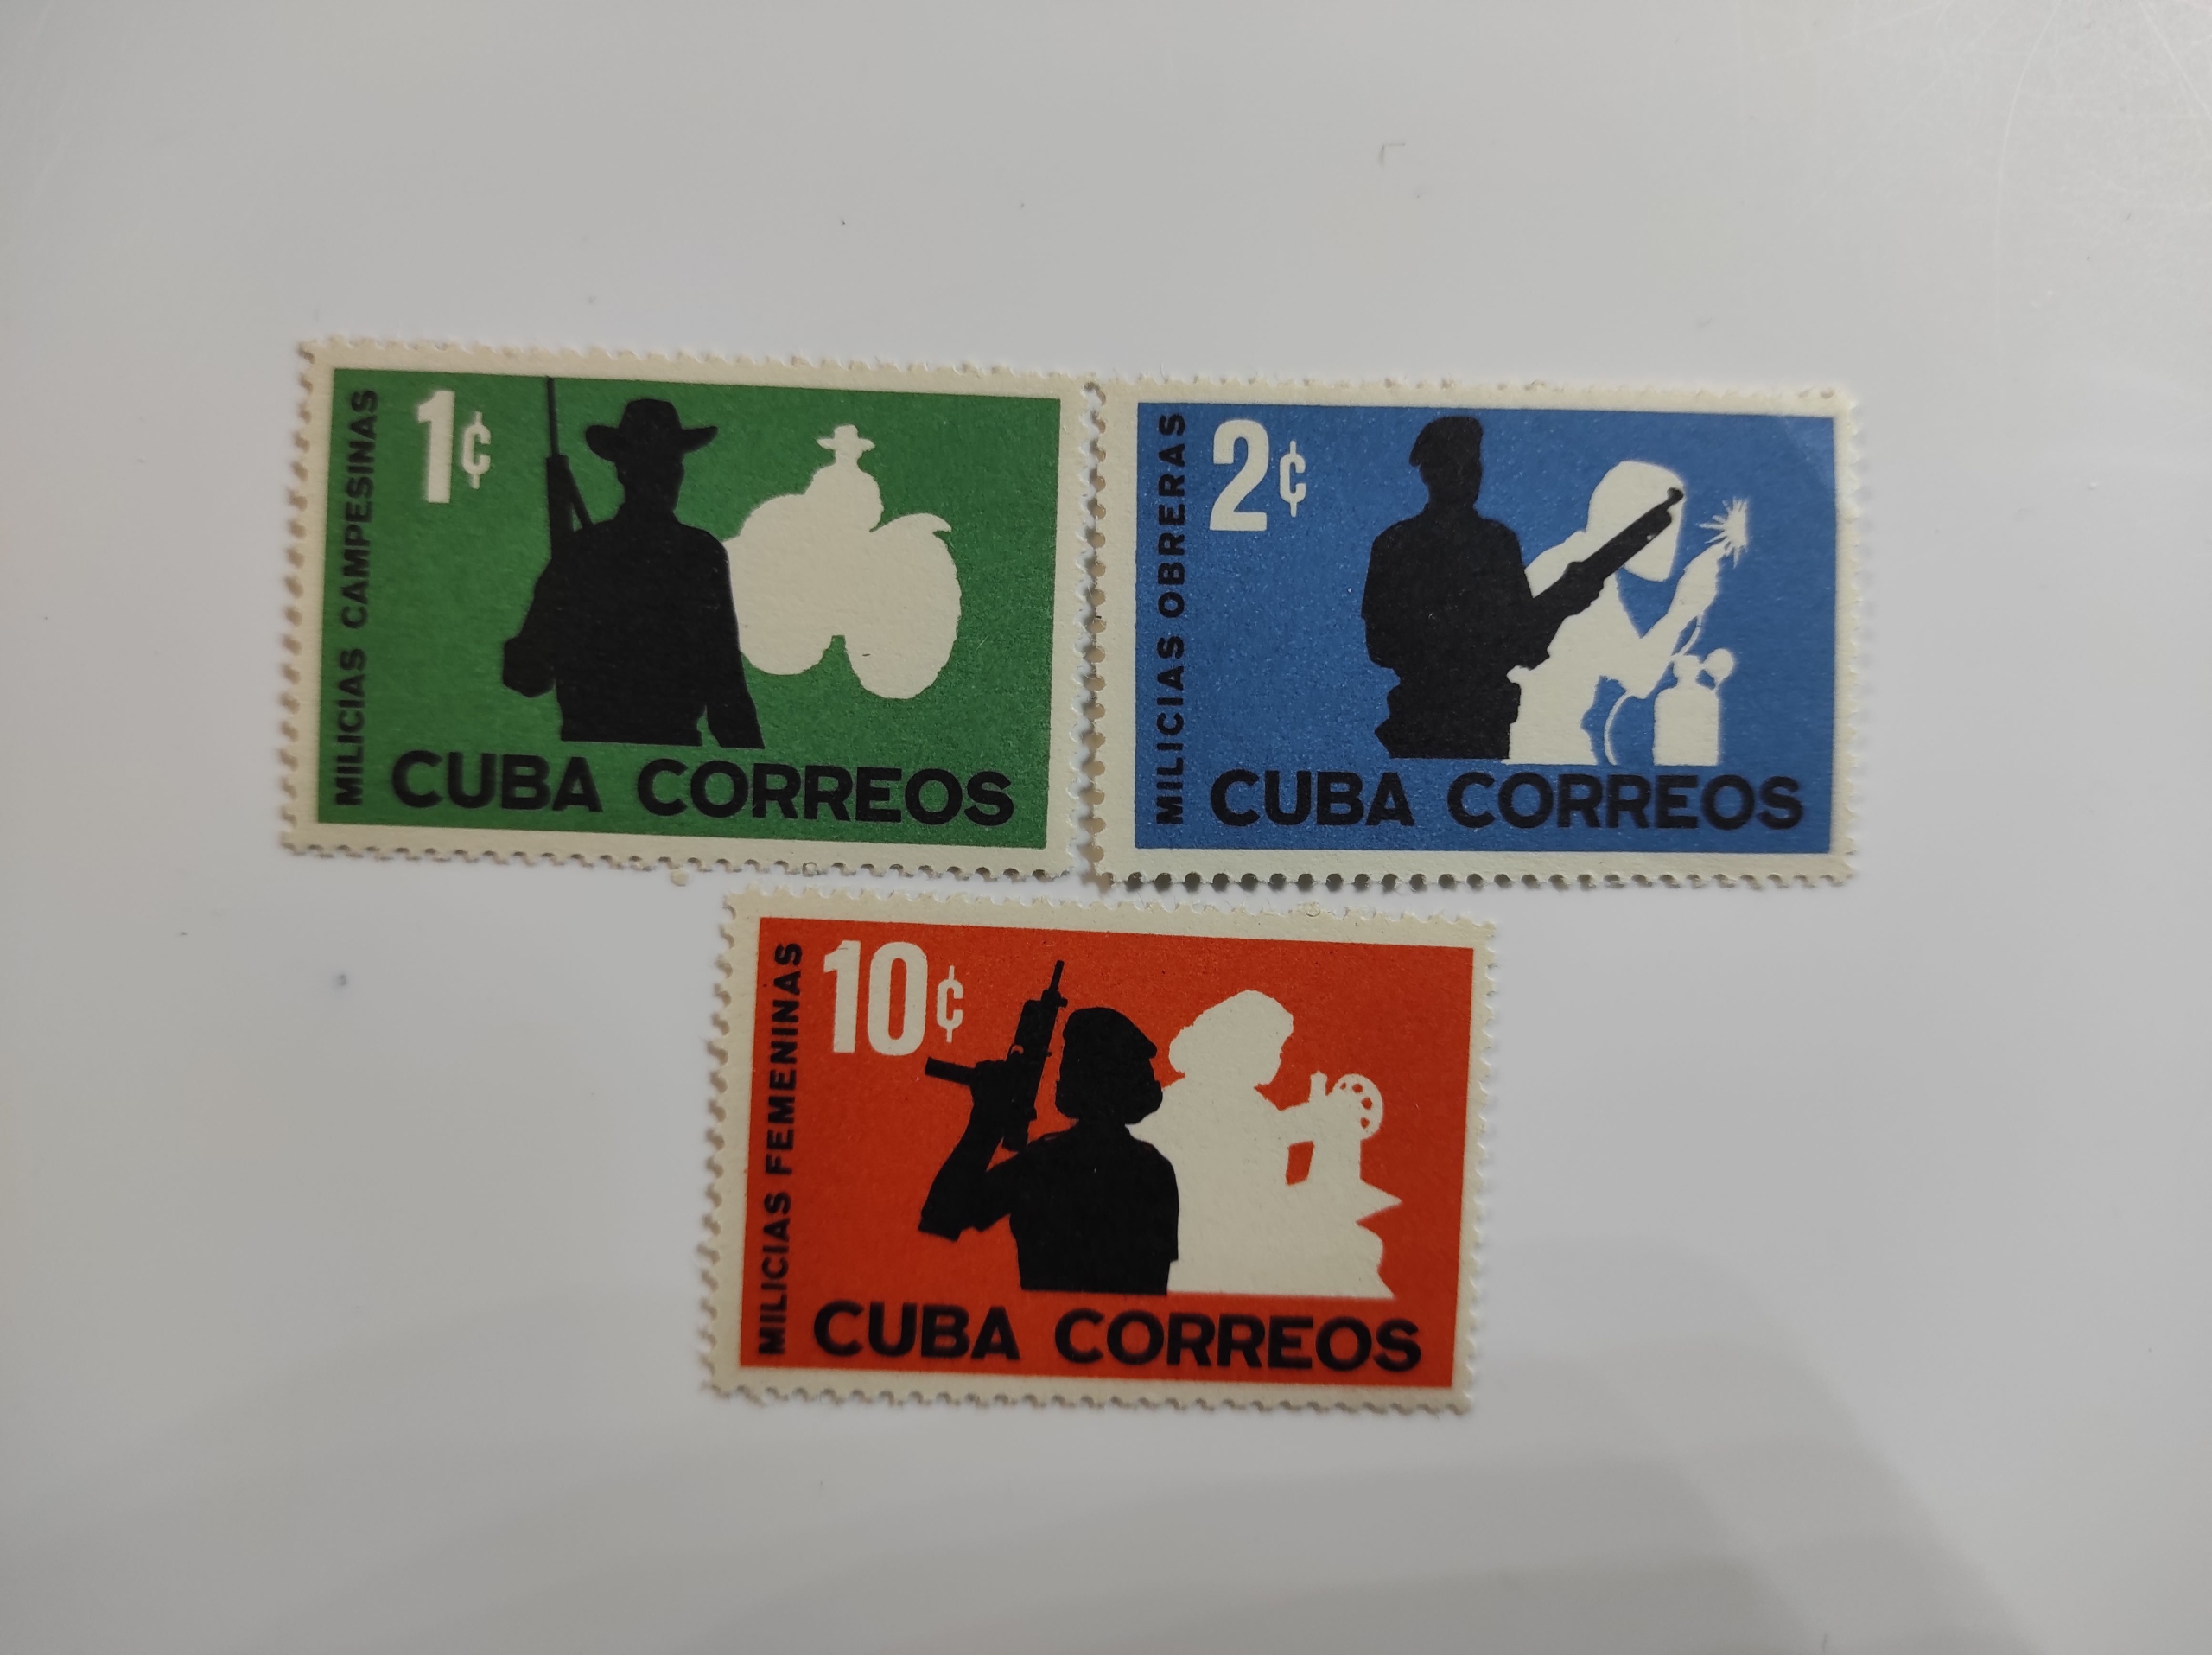 MILICIAS CAMPESINAS
1¢
CUBA CORREOS
MILICIAS OBRERAS
2¢
CUBA CORREOS
MILICIAS FEMENINAS
10¢
CUBA CORREOS